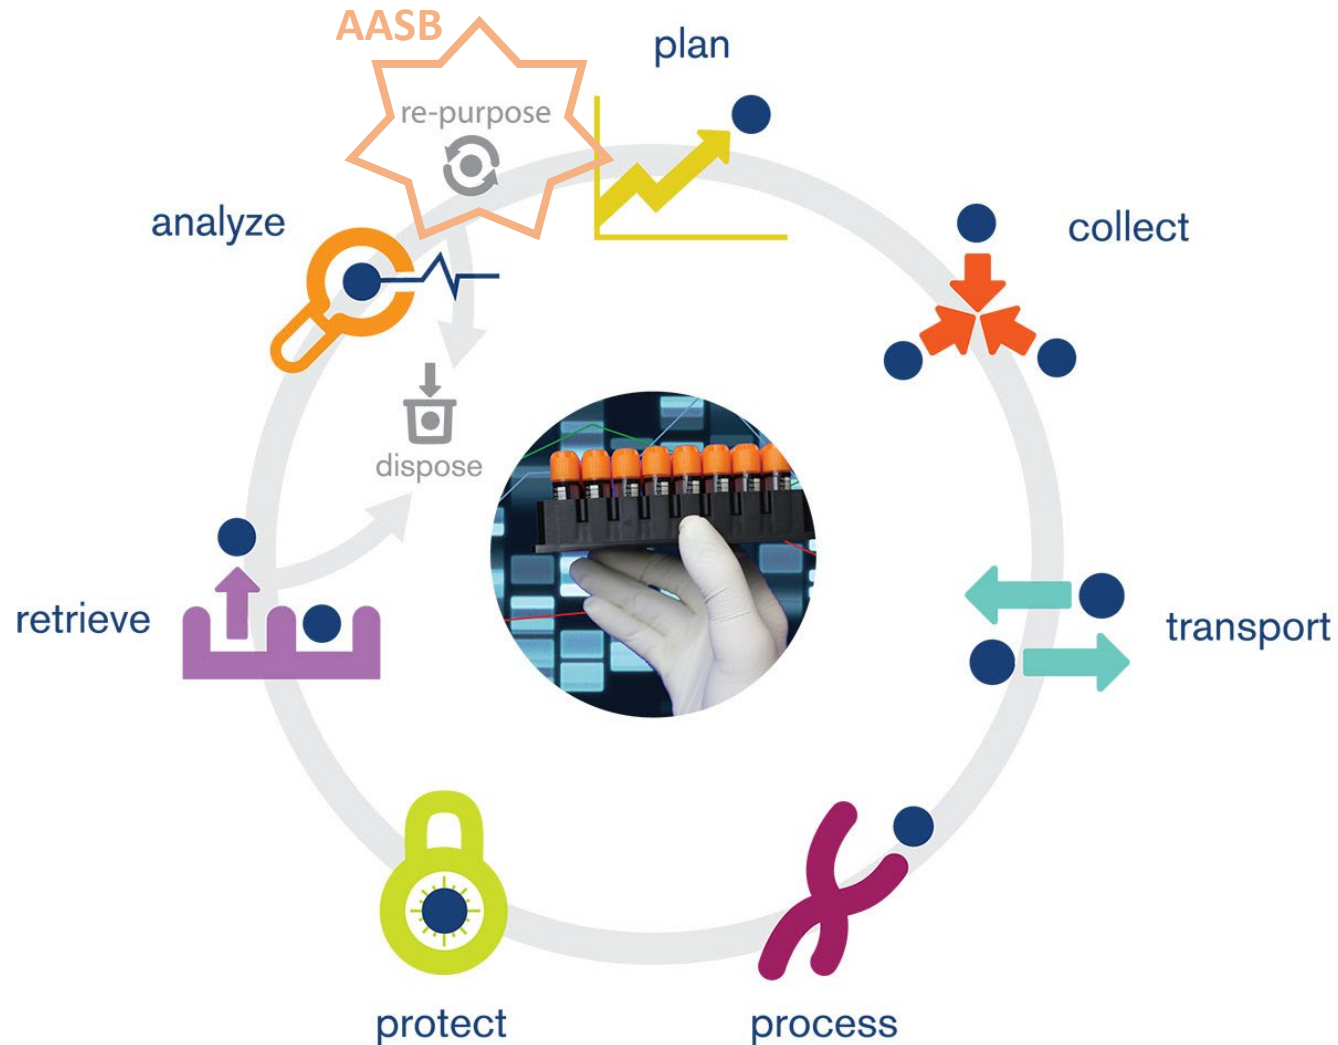 AASB
plan
re-purpose
analyze
collect
dispose
retrieve
transport
protect
process